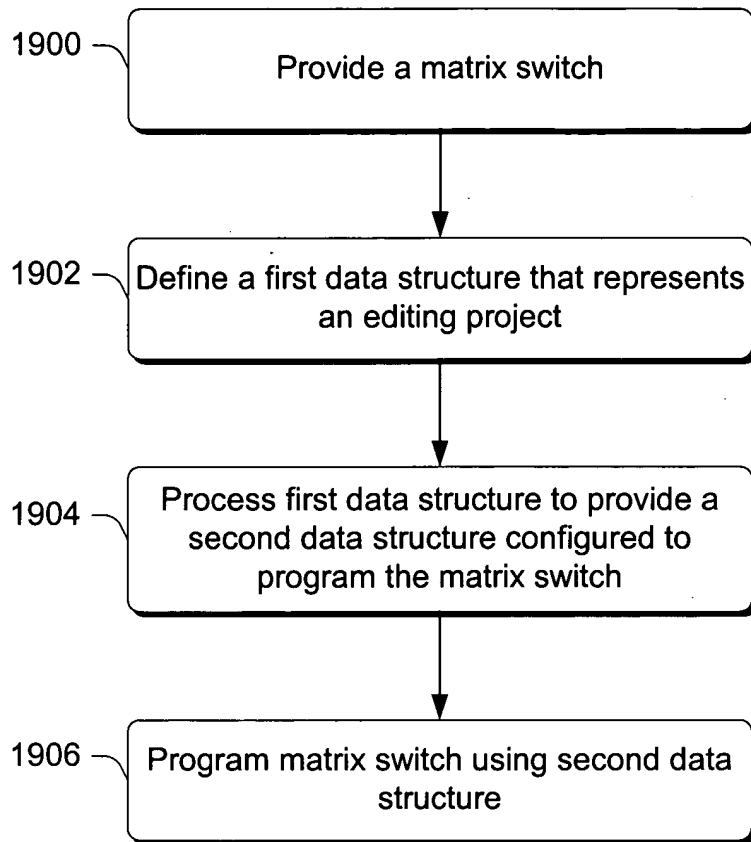 1900
Provide a matrix switch
1902
Define a first data structure that represents
an editing project
1904
Process first data structure to provide a
second data structure configured to
program the matrix switch
1906
Program matrix switch using second data
structure